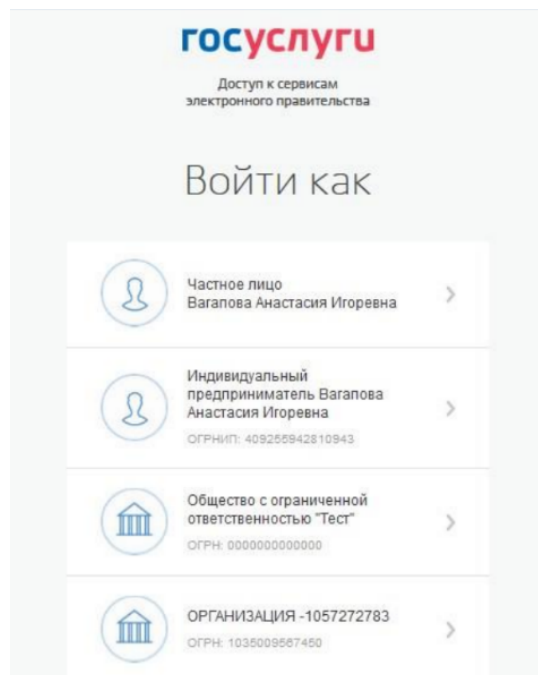 госуслуги
Доступ к сервисам
электронного правительства
Войти как
Частное лицо
Вагапова Анастасия Игоревна
Индивидуальный
предприниматель Вагапова
Анастасия Игоревна
ОГРНИП: 409255942810943
Общество с ограниченной
ответственностью "Тест"
ОГРН: 0000000000000
ОРГАНИЗАЦИЯ -1057272783
ОГРН: 1035009567450